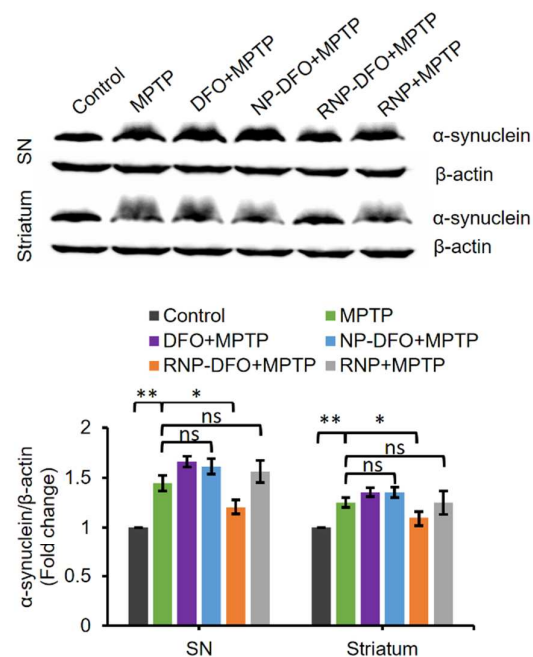 Control
MPTP
DFO+MPTP
NP-DFO+MPTP
RNP-DFO+MPTP
RNP+MPTP
SN
α-synuclein
β-actin
Striatum
α-synuclein
β-actin
Control MPTP
DFO+MPTP NP-DFO+MPTP
RNP-DFO+MPTP RNP+MPTP
α-synuclein/β-actin
(Fold change)
2
1.5
1
0.5
0
** *
ns
ns
** *
ns
ns
SN Striatum